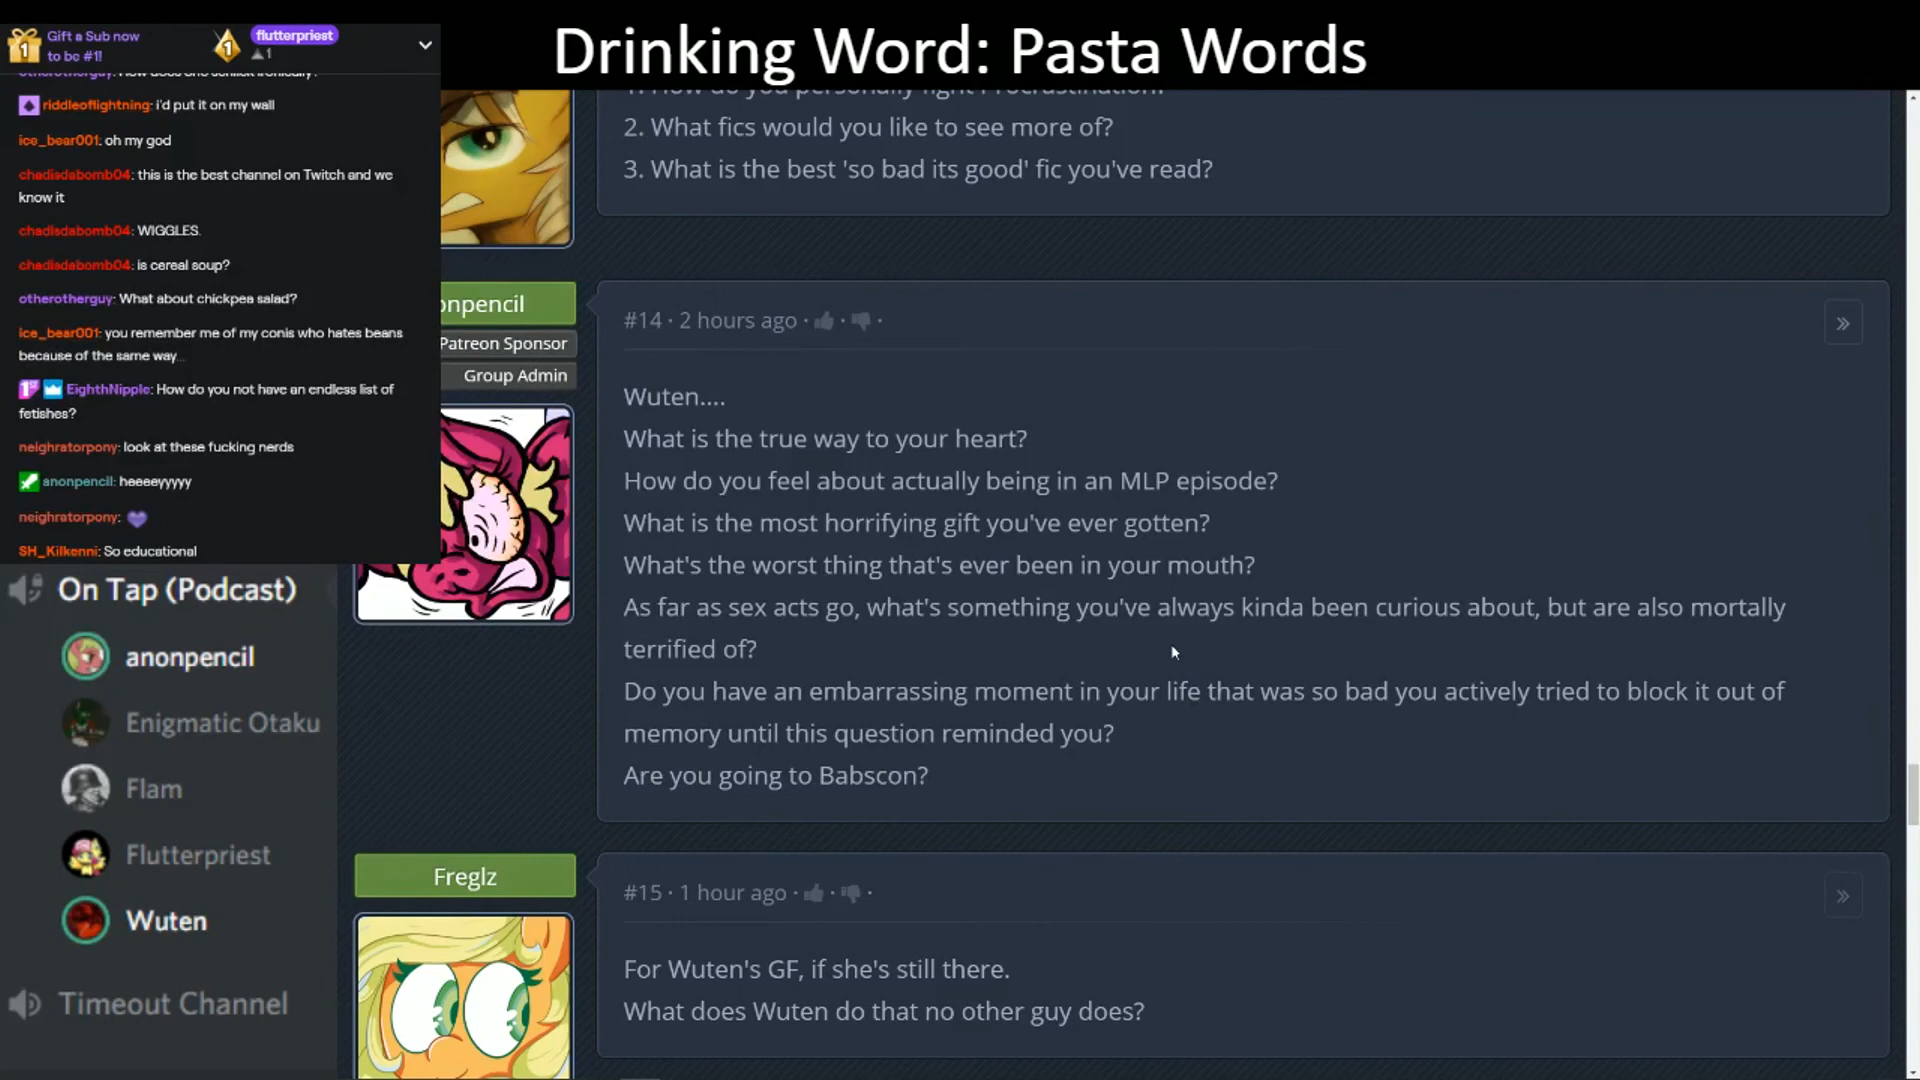 Drinking Word: Pasta Words
Gift a Sub now
to be #1!
1
1
flutterpriest
1
riddleoflightning: i'd put it on my wall
ice_bear001: oh my god
chadisdabomb04: this is the best channel on Twitch and we
know it
chadisdabomb04: WIGGLES.
chadisdabomb04: is cereal soup?
otherotherguy: What about chickpea salad?
ice_bear001: you remember me of my conis who hates beans
because of the same way...
EighthNipple: How do you not have an endless list of
fetishes?
neighratorpony: look at these fucking nerds
anonpencil: heeeeyyyyy
neighratorpony:
SH_Kilkenni: So educational
On Tap (Podcast)
anonpencil
Enigmatic Otaku
Flam
Flutterpriest
Wuten
Timeout Channel
2. What fics would you like to see more of?
3. What is the best 'so bad its good' fic you've read?
onpencil
Patreon Sponsor
Group Admin
#14 · 2 hours ago · ·
»
Wuten....
What is the true way to your heart?
How do you feel about actually being in an MLP episode?
What is the most horrifying gift you've ever gotten?
What's the worst thing that's ever been in your mouth?
As far as sex acts go, what's something you've always kinda been curious about, but are also mortally
terrified of?
Do you have an embarrassing moment in your life that was so bad you actively tried to block it out of
memory until this question reminded you?
Are you going to Babscon?
Freglz
#15 · 1 hour ago · ·
»
For Wuten's GF, if she's still there.
What does Wuten do that no other guy does?